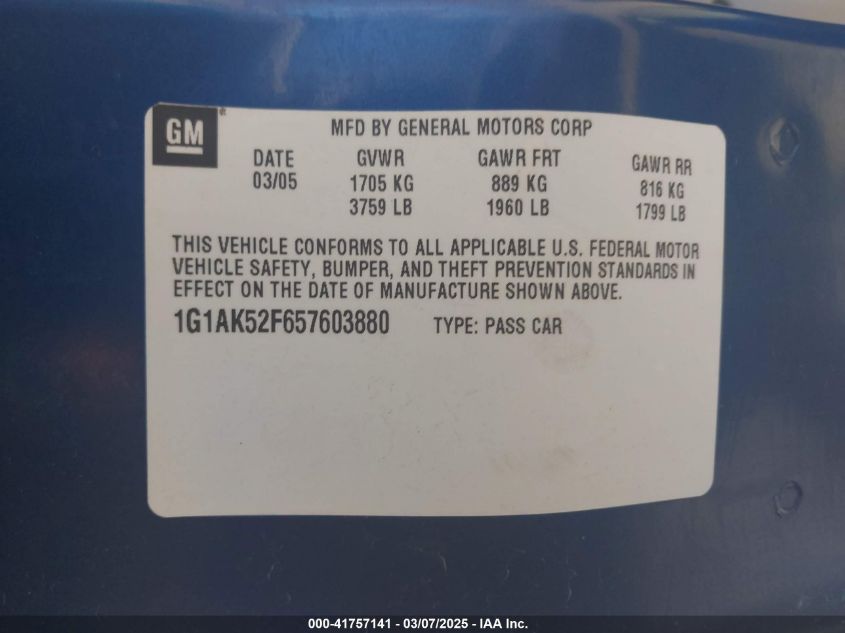 GM
MFD BY GENERAL MOTORS CORP
DATE GVWR GAWR FRT GAWR RR
03/05 1705 KG 889 KG 816 KG
3759 LB 1960 LB 1799 LB
THIS VEHICLE CONFORMS TO ALL APPLICABLE U.S. FEDERAL MOTOR
VEHICLE SAFETY, BUMPER, AND THEFT PREVENTION STANDARDS IN
EFFECT ON THE DATE OF MANUFACTURE SHOWN ABOVE.
1G1AK52F657603880 TYPE: PASS CAR
000-41757141 — 03/07/2025 — IAA Inc.